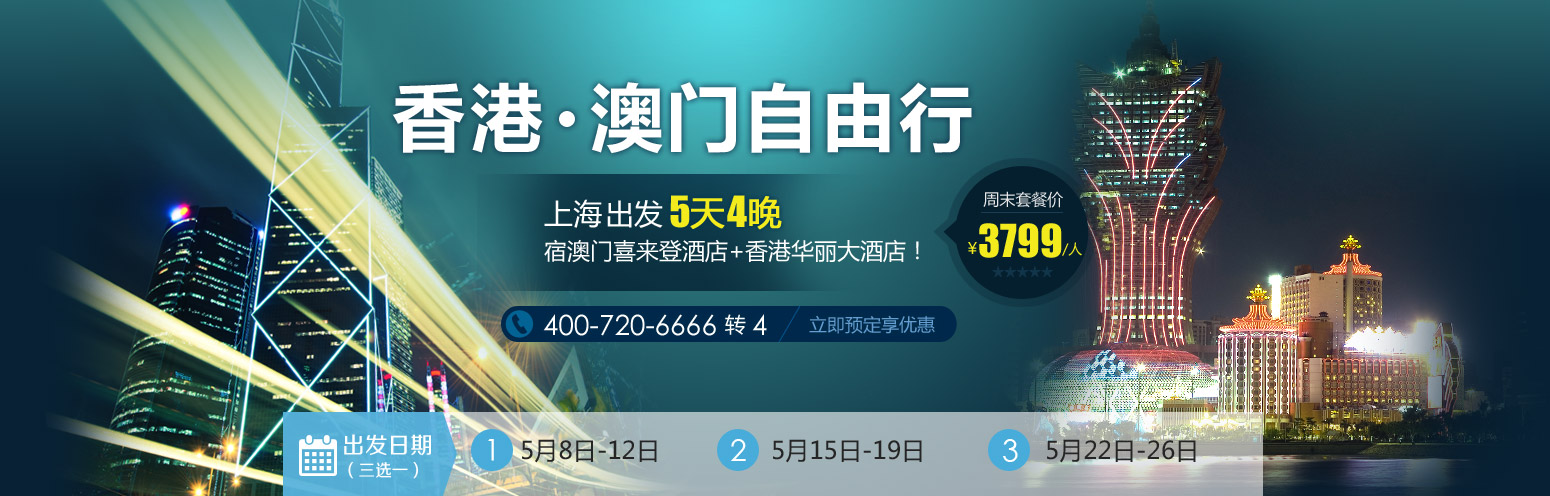 香港·澳门自由行
上海出发 5天4晚
宿澳门喜来登酒店+香港华丽大酒店！
周末套餐价
¥3799/人
400-720-6666 转 4 立即预定享优惠
出发日期
（三选一）
1 5月8日-12日
2 5月15日-19日
3 5月22日-26日